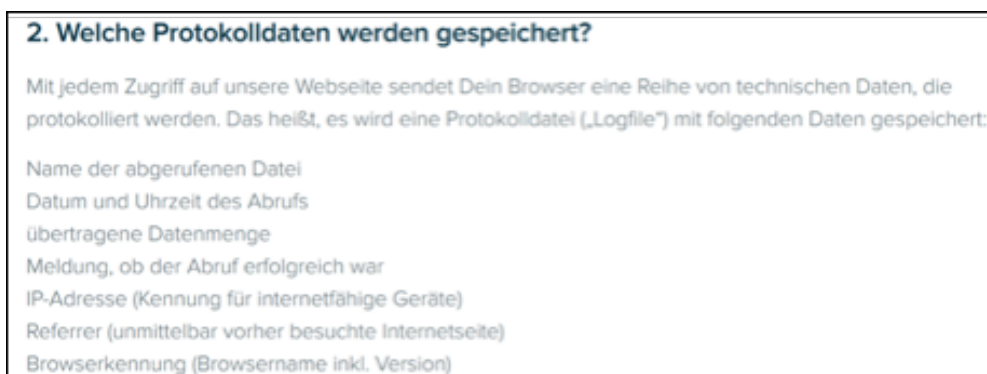 2. Welche Protokolldaten werden gespeichert?
Mit jedem Zugriff auf unsere Webseite sendet Dein Browser eine Reihe von technischen Daten, die
protokolliert werden. Das heißt, es wird eine Protokolldatei („Logfile“) mit folgenden Daten gespeichert:
Name der abgerufenen Datei
Datum und Uhrzeit des Abrufs
übertragene Datenmenge
Meldung, ob der Abruf erfolgreich war
IP-Adresse (Kennung für internetfähige Geräte)
Referrer (unmittelbar vorher besuchte Internetseite)
Browserkennung (Browsername inkl. Version)